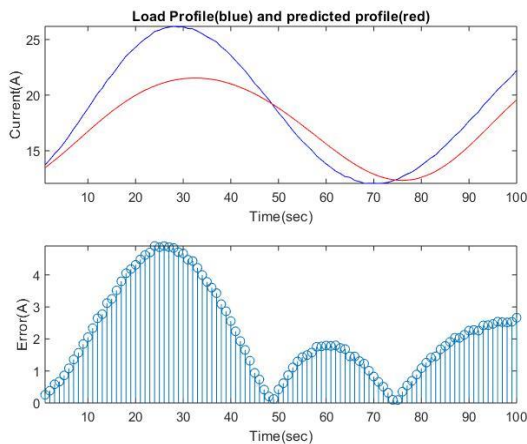 Load Profile(blue) and predicted profile(red)
Current(A)
25
20
15
10 20 30 40 50 60 70 80 90 100
Time(sec)
Error(A)
4
3
2
1
0
10 20 30 40 50 60 70 80 90 100
Time(sec)